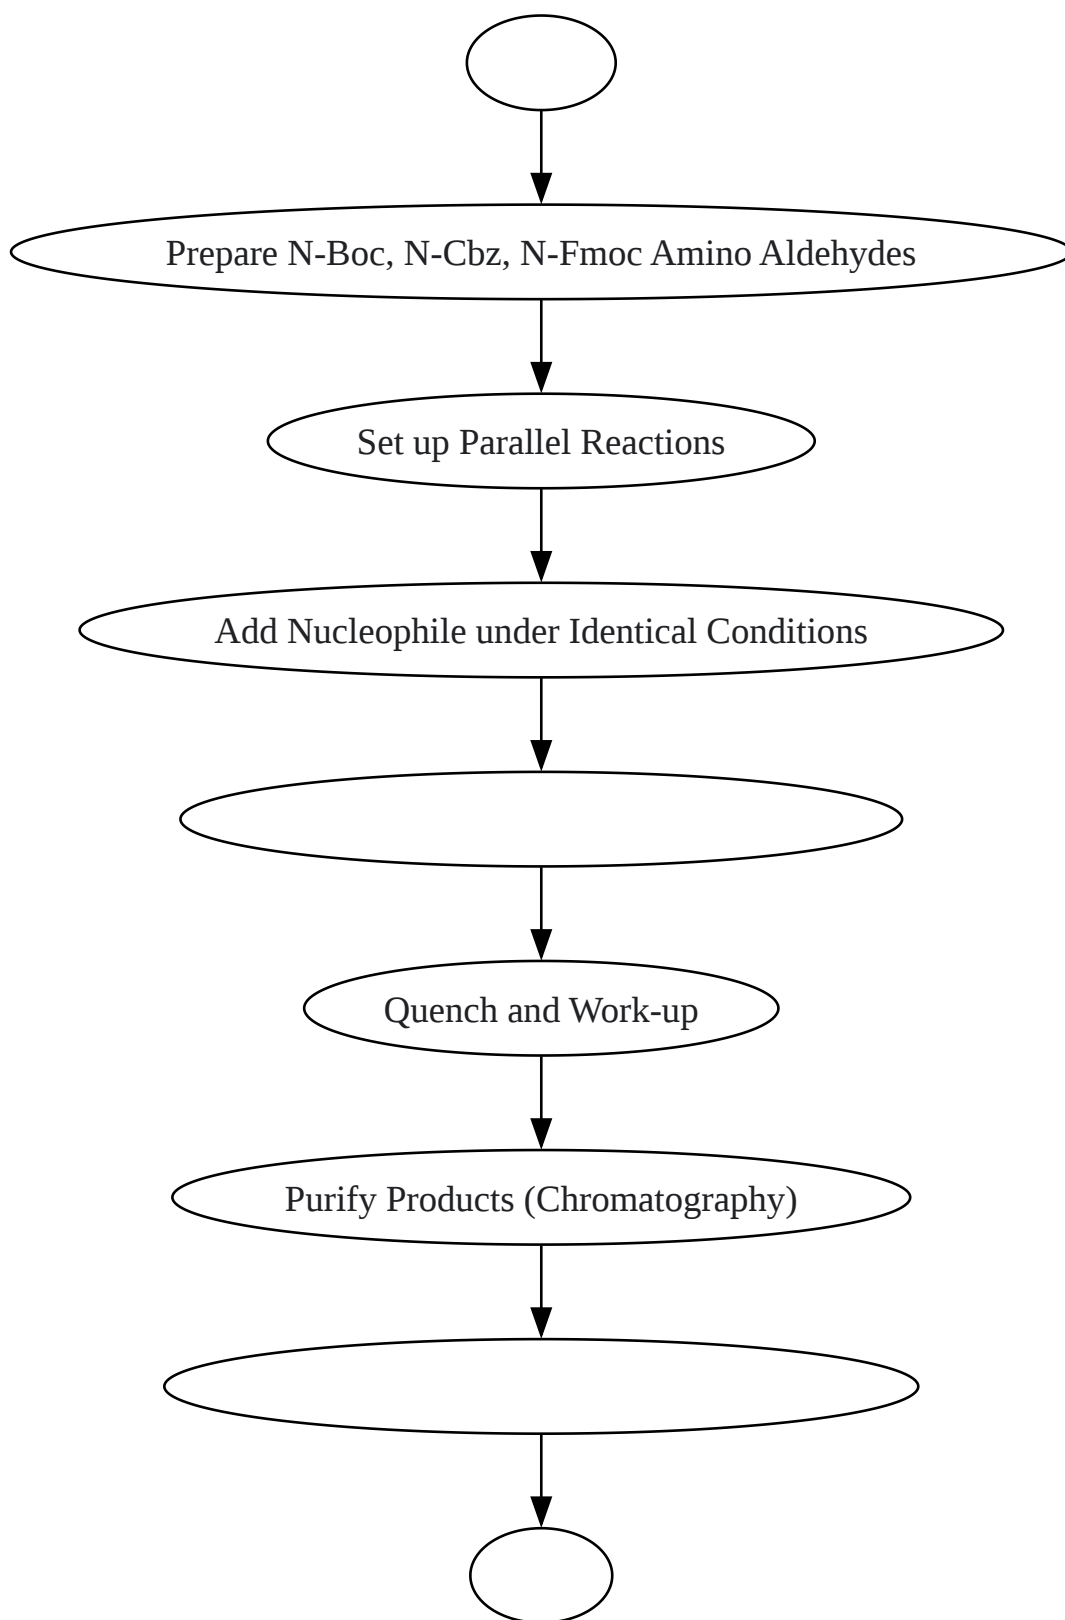 Prepare N-Boc, N-Cbz, N-Fmoc Amino Aldehydes
Set up Parallel Reactions
Add Nucleophile under Identical Conditions
Quench and Work-up
Purify Products (Chromatography)